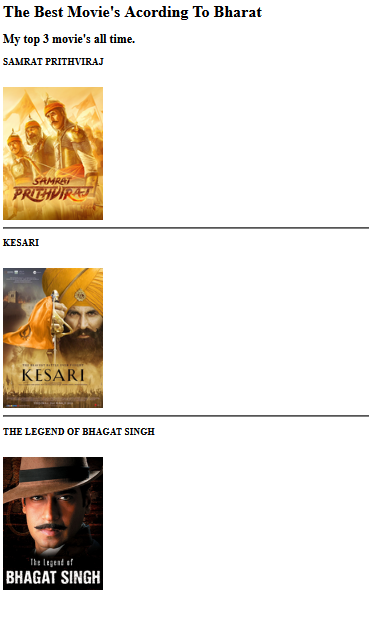 The Best Movie's Acording To Bharat
My top 3 movie's all time.
SAMRAT PRITHVIRAJ
SAMRAT
PRITHVIRAJ
KESARI
KESARI
THE LEGEND OF BHAGAT SINGH
The Legend of
BHAGAT SINGH